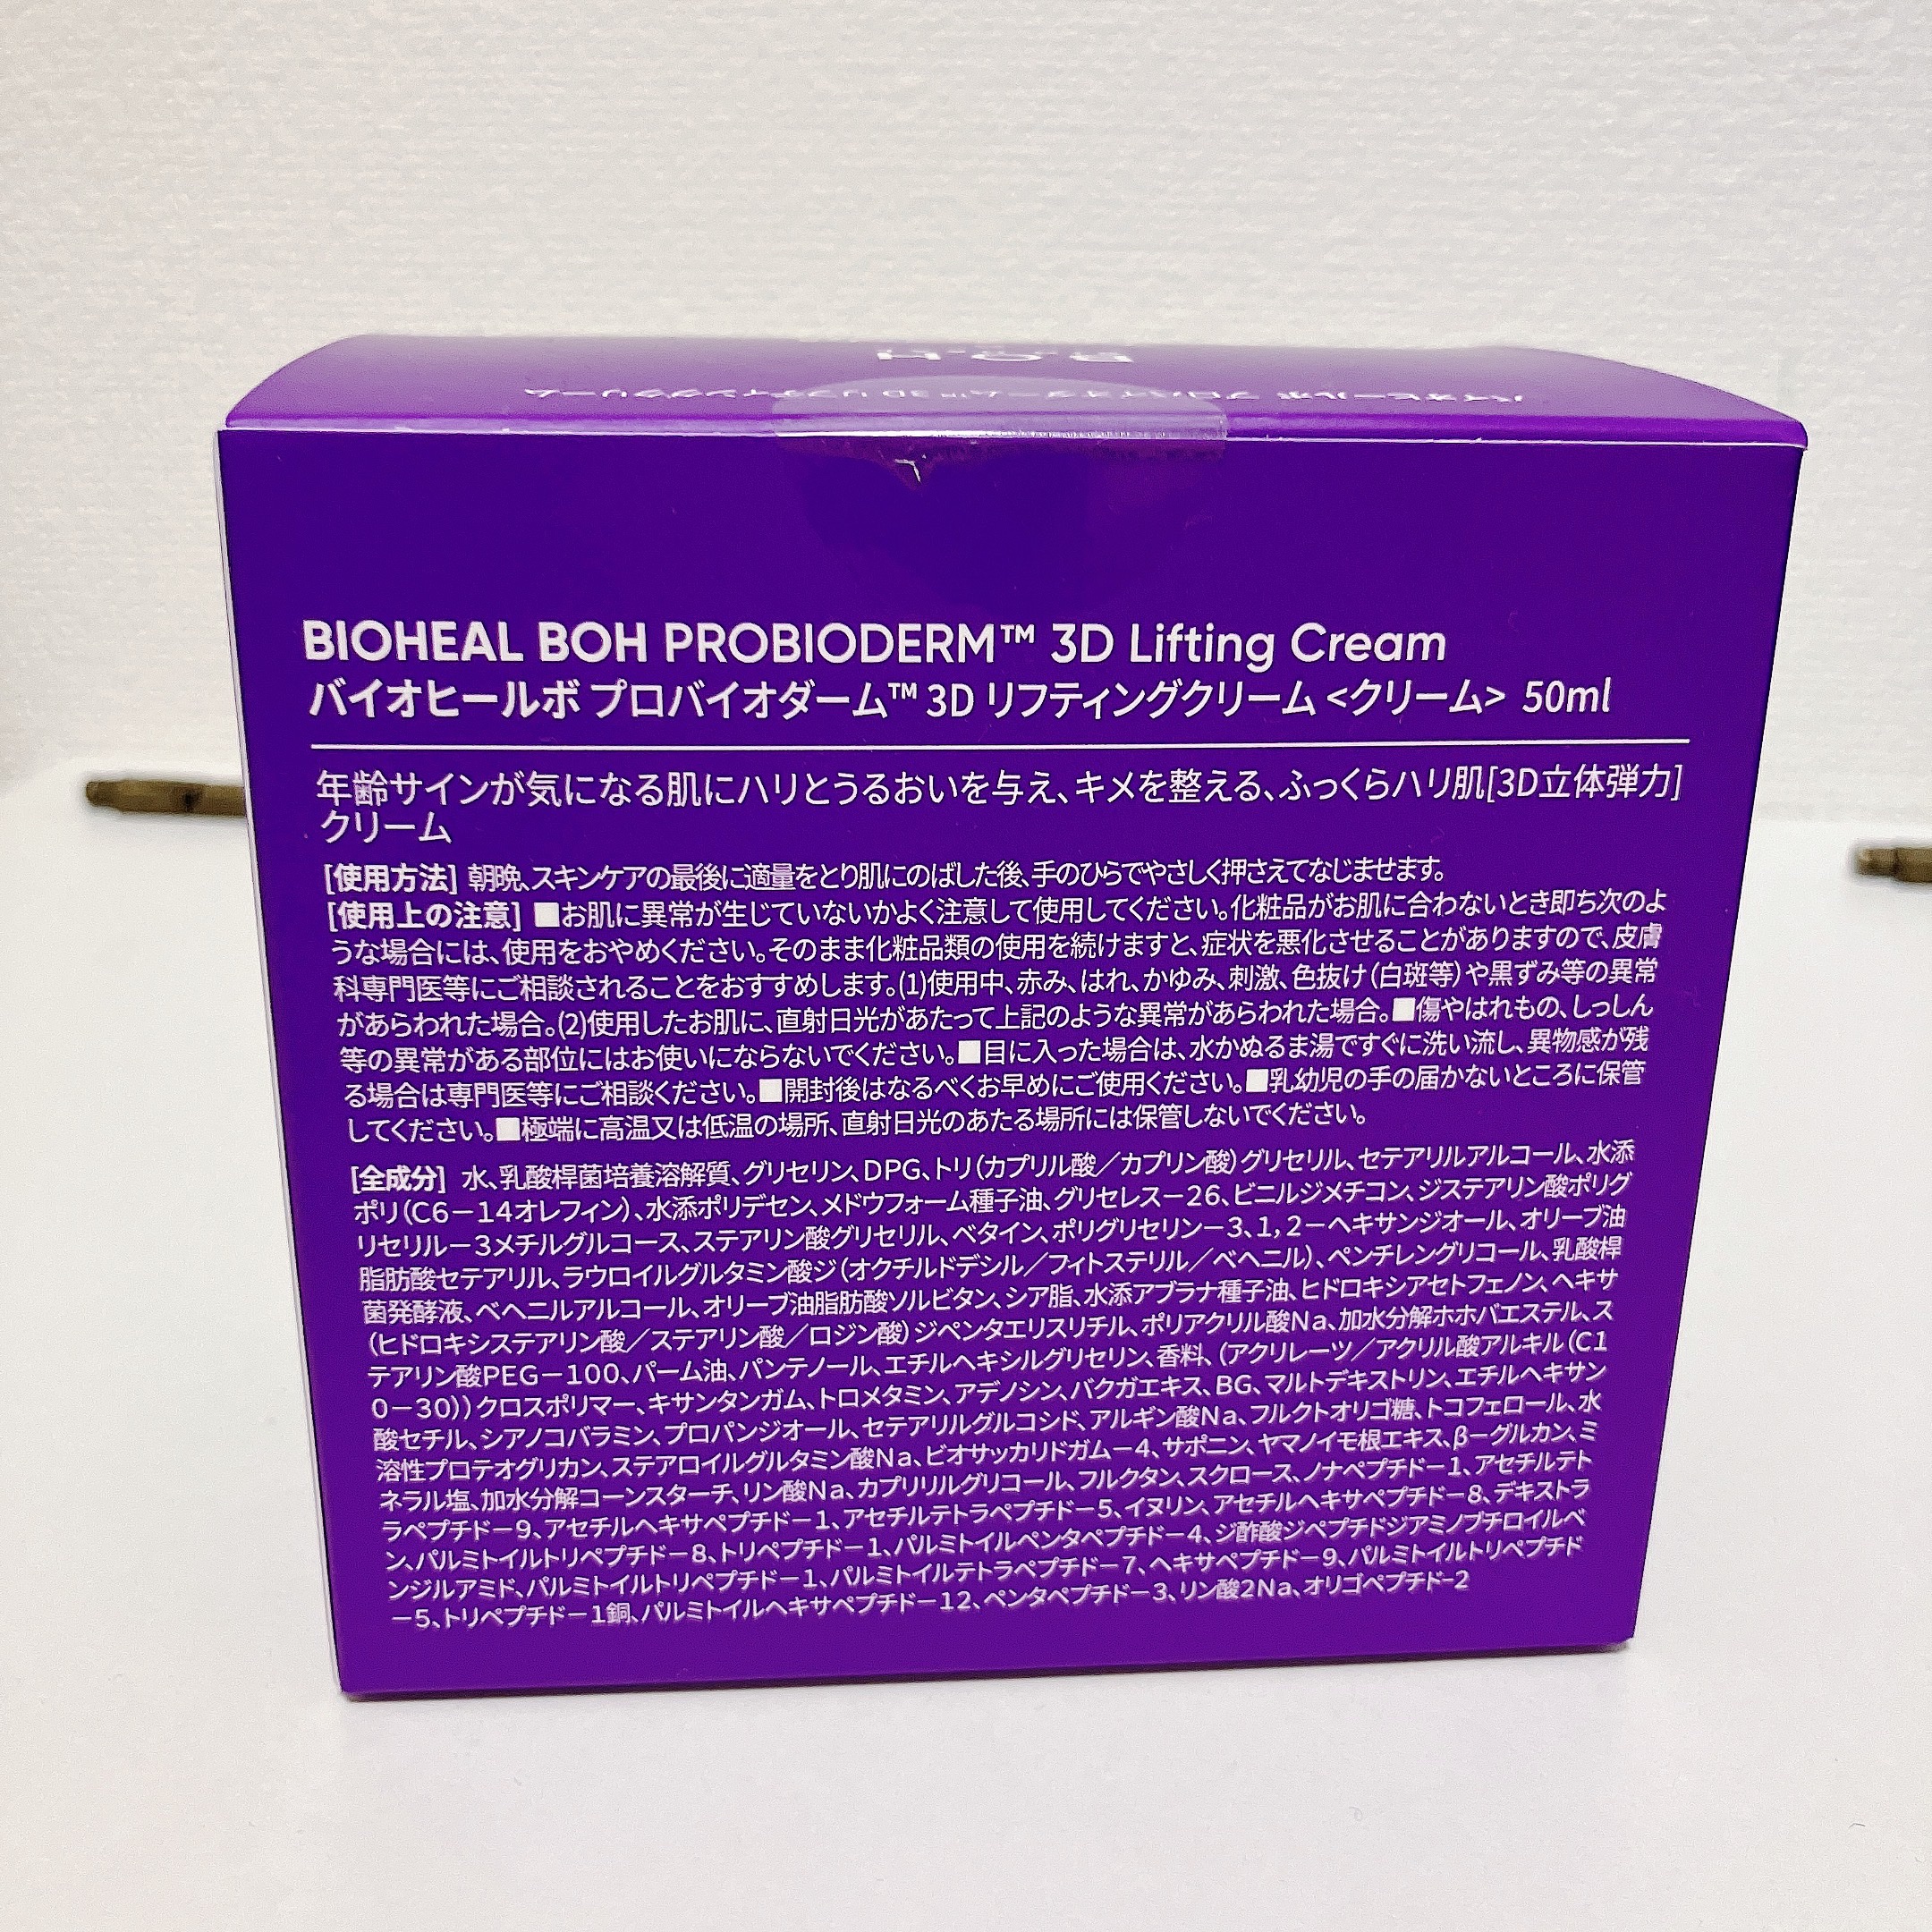 B.O.H
バイオヒールボ プロバイオダーム™ 3D リフティングクリーム
BIOHEAL BOH PROBIODERM™ 3D Lifting Cream
バイオヒールボ プロバイオダーム™ 3D リフティングクリーム <クリーム> 50ml
年齢サインが気になる肌にハリとうるおいを与え、キメを整える、ふっくらハリ肌[3D立体弾力]
クリーム
[使用方法] 朝晩、スキンケアの最後に適量をとり肌にのばした後、手のひらでやさしく押さえてなじませます。
[使用上の注意] ■お肌に異常が生じていないかよく注意して使用してください。化粧品がお肌に合わないとき即ち次のよ
うな場合には、使用をおやめください。そのまま化粧品類の使用を続けますと、症状を悪化させることがありますので、皮膚
科専門医等にご相談されることをおすすめします。(1)使用中、赤み、はれ、かゆみ、刺激、色抜け(白斑等)や黒ずみ等の異常
があらわれた場合。(2)使用したお肌に、直射日光があたって上記のような異常があらわれた場合。■傷やはれもの、しっしん
等の異常がある部位にはお使いにならないでください。■目に入った場合は、水かぬるま湯ですぐに洗い流し、異物感が残
る場合は専門医等にご相談ください。■開封後はなるべくお早めにご使用ください。■乳幼児の手の届かないところに保管
してください。■極端に高温又は低温の場所、直射日光のあたる場所には保管しないでください。
[全成分] 水、乳酸桿菌培養溶解質、グリセリン、DPG、トリ(カプリル酸／カプリン酸)グリセリル、セテアリルアルコール、水添
ポリ(C6－14オレフィン)、水添ポリデセン、メドウフォーム種子油、グリセレス－26、ビニルジメチコン、ジステアリン酸ポリグ
リセリル－3メチルグルコース、ステアリン酸グリセリル、ベタイン、ポリグリセリン－3、1，2－ヘキサンジオール、オリーブ油
脂肪酸セテアリル、ラウロイルグルタミン酸ジ(オクチルドデシル／フィトステリル／ベヘニル)、ペンチレングリコール、乳酸桿
菌発酵液、ベヘニルアルコール、オリーブ油脂肪酸ソルビタン、シア脂、水添アブラナ種子油、ヒドロキシアセトフェノン、ヘキサ
(ヒドロキシステアリン酸／ステアリン酸／ロジン酸)ジペンタエリスリチル、ポリアクリル酸Na、加水分解ホホバエステル、ス
テアリン酸PEG－100、パーム油、パンテノール、エチルヘキシルグリセリン、香料、(アクリレーツ／アクリル酸アルキル(C1
0－30))クロスポリマー、キサンタンガム、トロメタミン、アデノシン、バクガエキス、BG、マルトデキストリン、エチルヘキサン
酸セチル、シアノコバラミン、プロパンジオール、セテアリルグルコシド、アルギン酸Na、フルクトオリゴ糖、トコフェロール、水
溶性プロテオグリカン、ステアロイルグルタミン酸Na、ビオサッカリドガム－4、サポニン、ヤマノイモ根エキス、β－グルカン、ミ
ネラル塩、加水分解コーンスターチ、リン酸Na、カプリリルグリコール、フルクタン、スクロース、ノナペプチド－1、アセチルテト
ラペプチド－9、アセチルヘキサペプチド－1、アセチルテトラペプチド－5、イヌリン、アセチルヘキサペプチド－8、デキストラ
ン、パルミトイルトリペプチド－8、トリペプチド－1、パルミトイルペンタペプチド－4、ジ酢酸ジペプチドジアミノブチロイルベ
ンジルアミド、パルミトイルトリペプチド－1、パルミトイルテトラペプチド－7、ヘキサペプチド－9、パルミトイルトリペプチド
－5、トリペプチド－1銅、パルミトイルヘキサペプチド－12、ペンタペプチド－3、リン酸2Na、オリゴペプチド-2